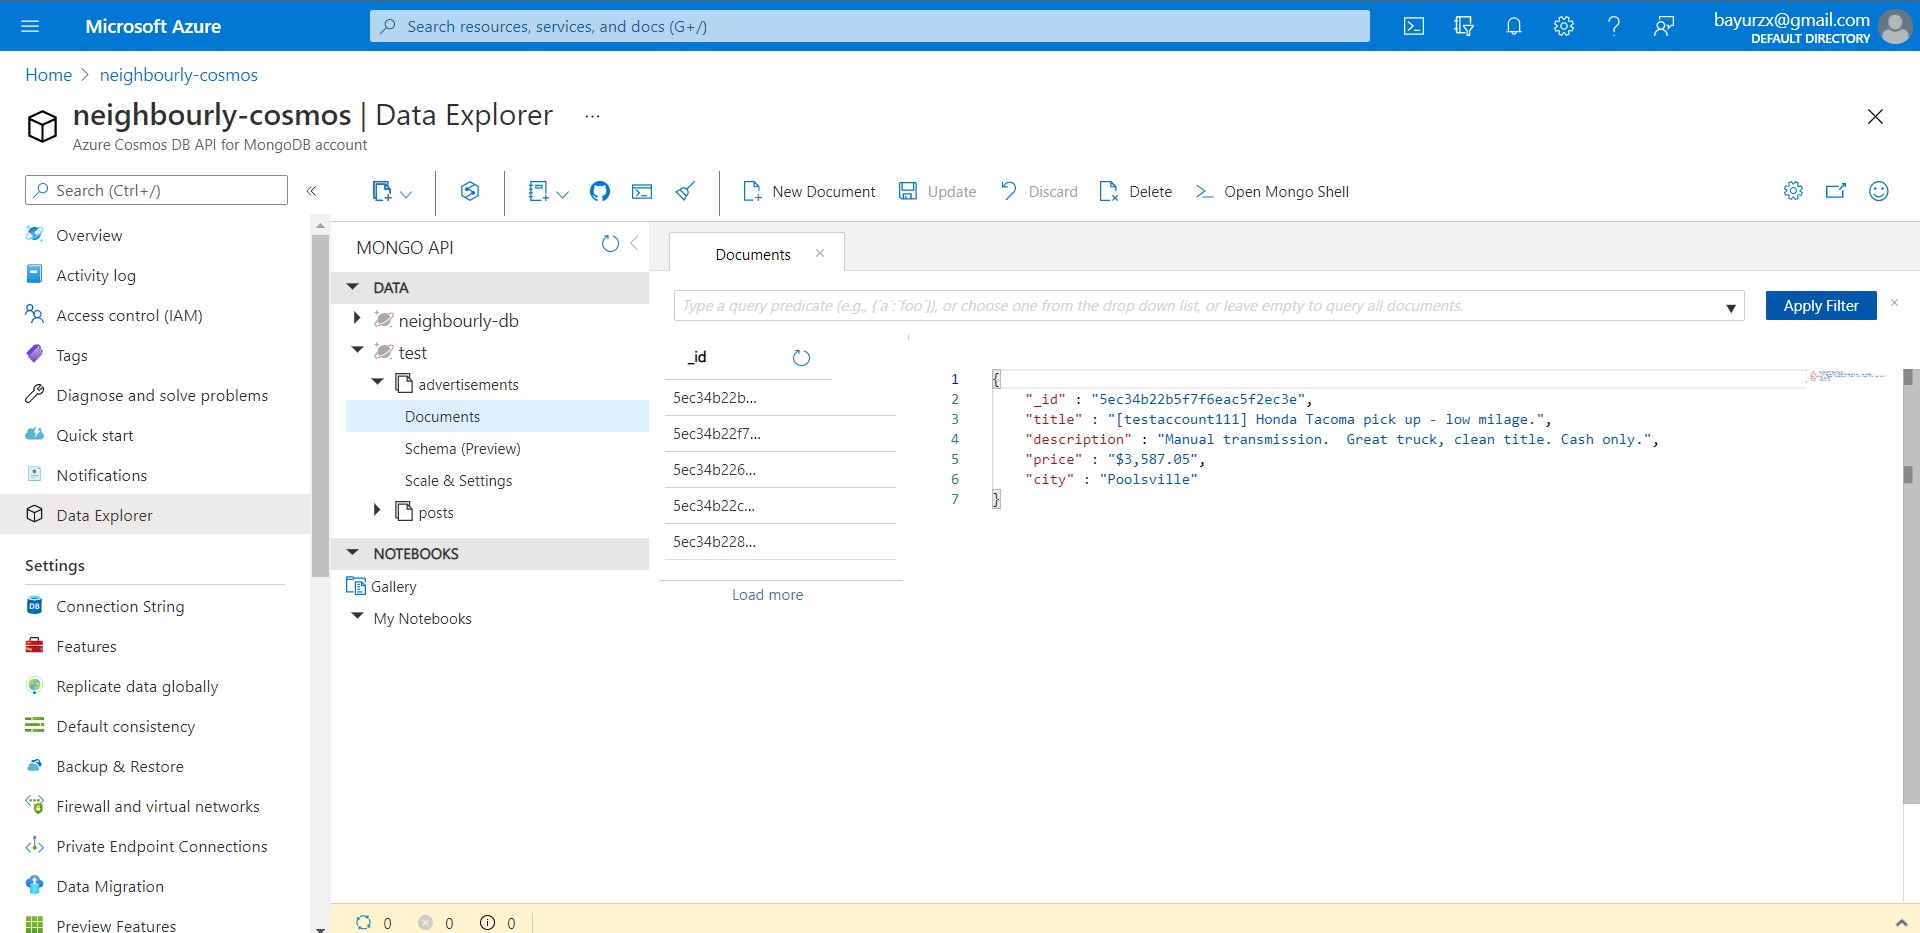 Microsoft Azure
Search resources, services, and docs (G+/)
bayurzx@gmail.com
DEFAULT DIRECTORY
Home > neighbourly-cosmos
neighbourly-cosmos | Data Explorer ...
Azure Cosmos DB API for MongoDB account
Search (Ctrl+/)
«
New Document
Update
Discard
Delete
Open Mongo Shell
Overview
Activity log
Access control (IAM)
Tags
Diagnose and solve problems
Quick start
Notifications
Data Explorer
Settings
Connection String
Features
Replicate data globally
Default consistency
Backup & Restore
Firewall and virtual networks
Private Endpoint Connections
Data Migration
Preview Features
MONGO API
DATA
neighbourly-db
test
advertisements
Documents
Schema (Preview)
Scale & Settings
posts
NOTEBOOKS
Gallery
My Notebooks
Documents
Type a query predicate (e.g., {´a´:´foo´}), or choose one from the drop down list, or leave empty to query all documents.
Apply Filter
_id
5ec34b22b...
5ec34b22f7...
5ec34b226...
5ec34b22c...
5ec34b228...
Load more
1 {
2 "_id" : "5ec34b22b5f7f6eac5f2ec3e",
3 "title" : "[testaccount111] Honda Tacoma pick up - low milage.",
4 "description" : "Manual transmission.  Great truck, clean title. Cash only.",
5 "price" : "$3,587.05",
6 "city" : "Poolsville"
7 }
0 0 0